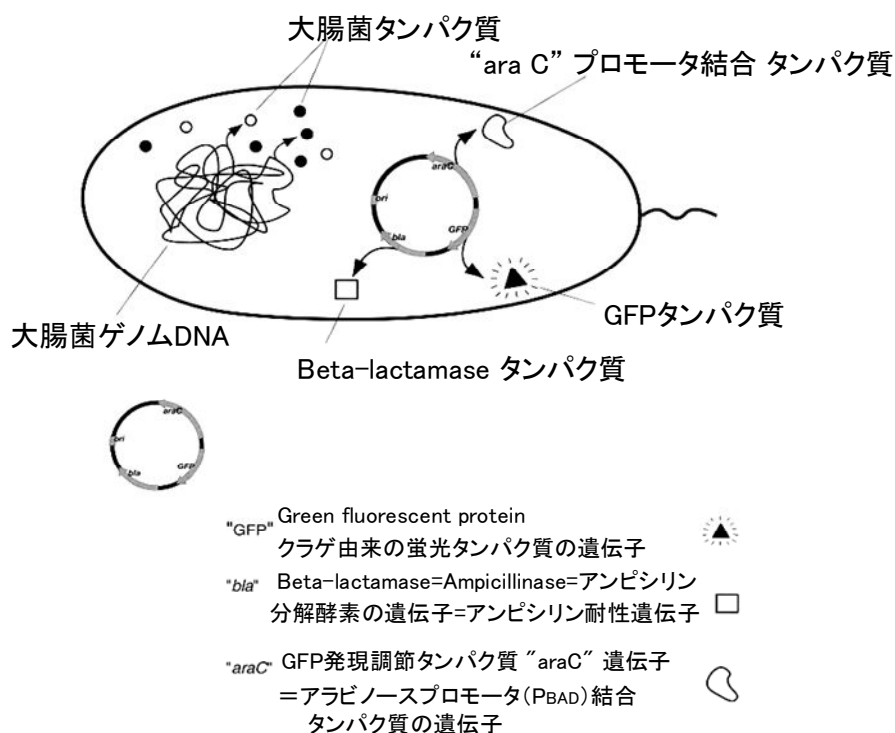 大腸菌タンパク質
“ara C” プロモータ結合 タンパク質
araC
ori
GFP
bla
GFPタンパク質
大腸菌ゲノムDNA
Beta-lactamase タンパク質
araC
ori
GFP
bla
"GFP" Green fluorescent protein
クラゲ由来の蛍光タンパク質の遺伝子
"bla" Beta-lactamase=Ampicillinase=アンピシリン
分解酵素の遺伝子=アンピシリン耐性遺伝子
"araC" GFP発現調節タンパク質 "araC" 遺伝子
＝アラビノースプロモータ(PBAD)結合
タンパク質の遺伝子